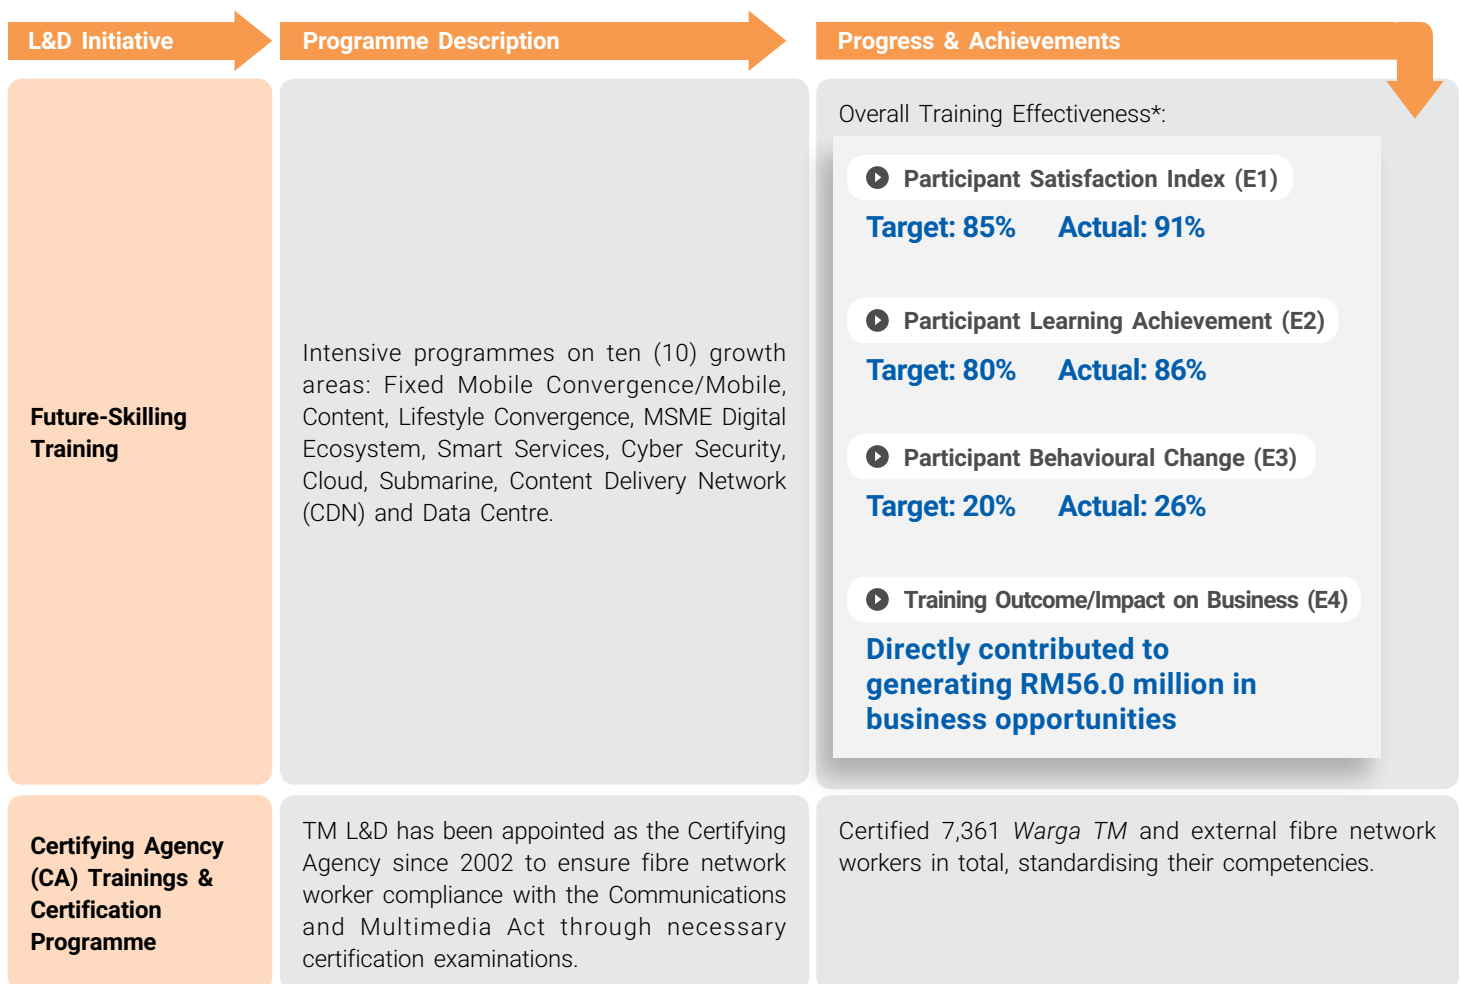 L&D Initiative
Programme Description
Progress & Achievements
Future-Skilling
Training
Intensive programmes on ten (10) growth
areas: Fixed Mobile Convergence/Mobile,
Content, Lifestyle Convergence, MSME Digital
Ecosystem, Smart Services, Cyber Security,
Cloud, Submarine, Content Delivery Network
(CDN) and Data Centre.
Overall Training Effectiveness*:
Participant Satisfaction Index (E1)
Target: 85% Actual: 91%
Participant Learning Achievement (E2)
Target: 80% Actual: 86%
Participant Behavioural Change (E3)
Target: 20% Actual: 26%
Training Outcome/Impact on Business (E4)
Directly contributed to
generating RM56.0 million in
business opportunities
Certifying Agency
(CA) Trainings &
Certification
Programme
TM L&D has been appointed as the Certifying
Agency since 2002 to ensure fibre network
worker compliance with the Communications
and Multimedia Act through necessary
certification examinations.
Certified 7,361 Warga TM and external fibre network
workers in total, standardising their competencies.